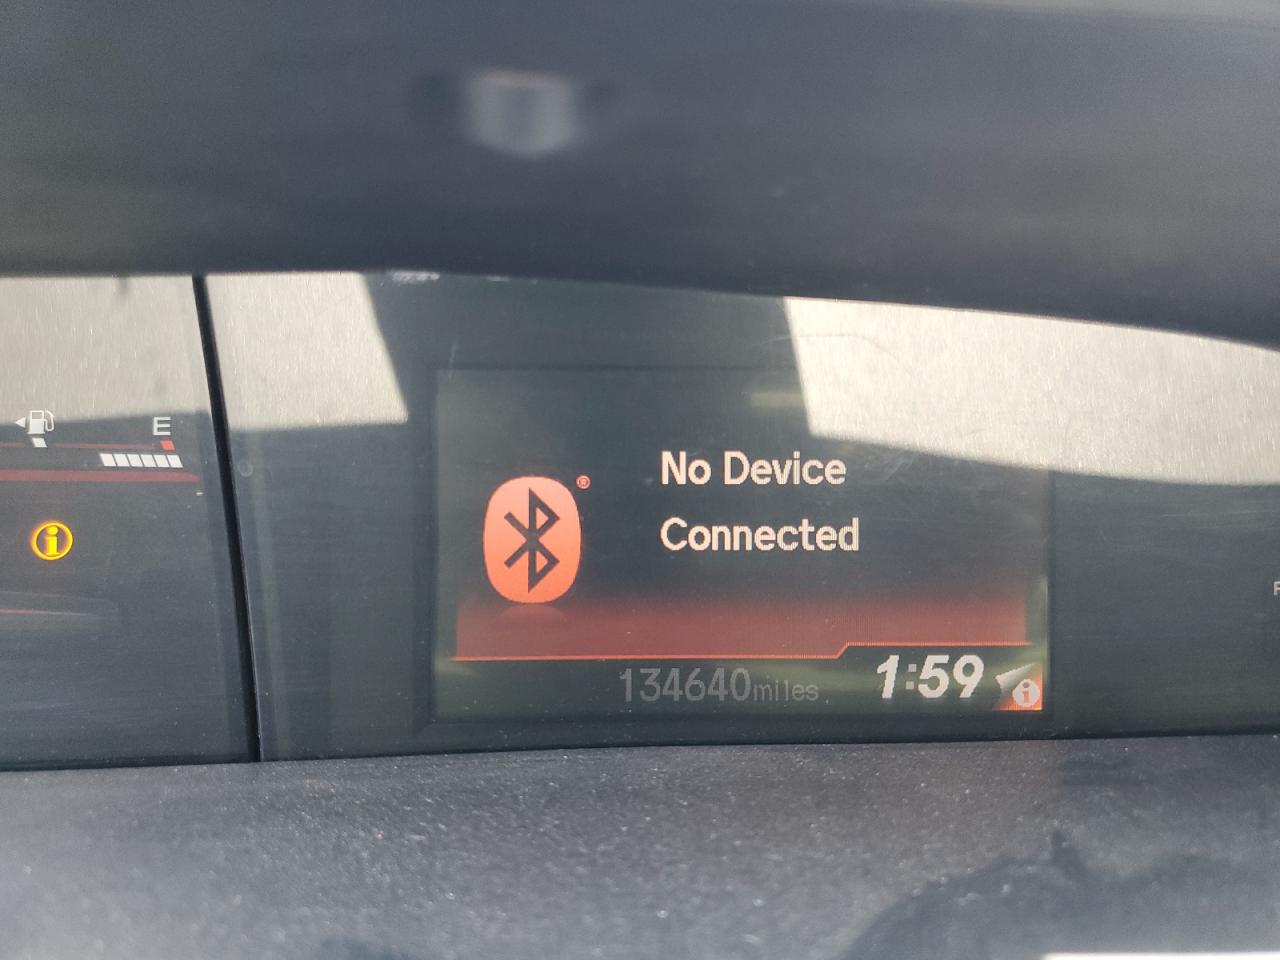 E
No Device
Connected
134640miles
1:59